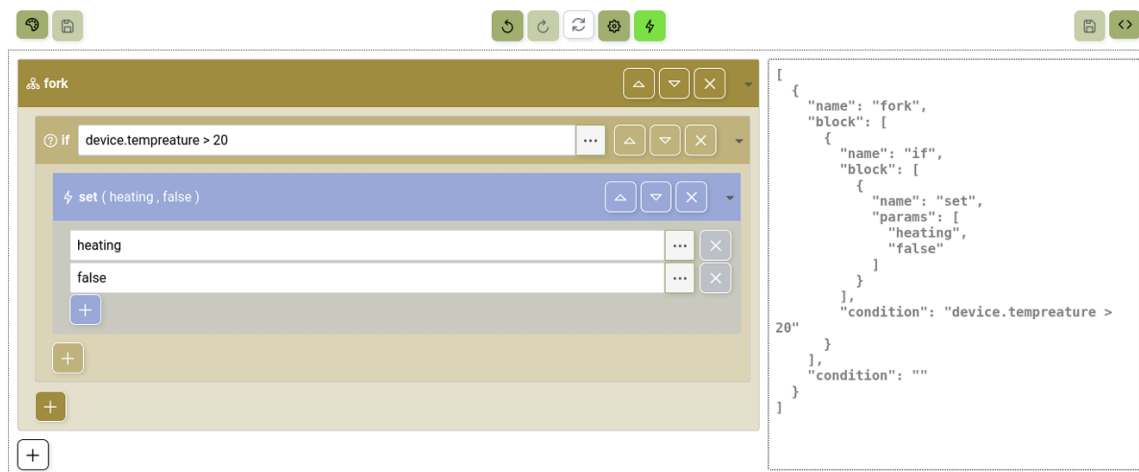 fork
if device.tempreature > 20 ...
set ( heating , false )
heating ...
false ...
[
  {
    "name": "fork",
    "block": [
      {
        "name": "if",
        "block": [
          {
            "name": "set",
            "params": [
              "heating",
              "false"
            ]
          }
        ],
        "condition": "device.tempreature >
20"
      }
    ],
    "condition": ""
  }
]